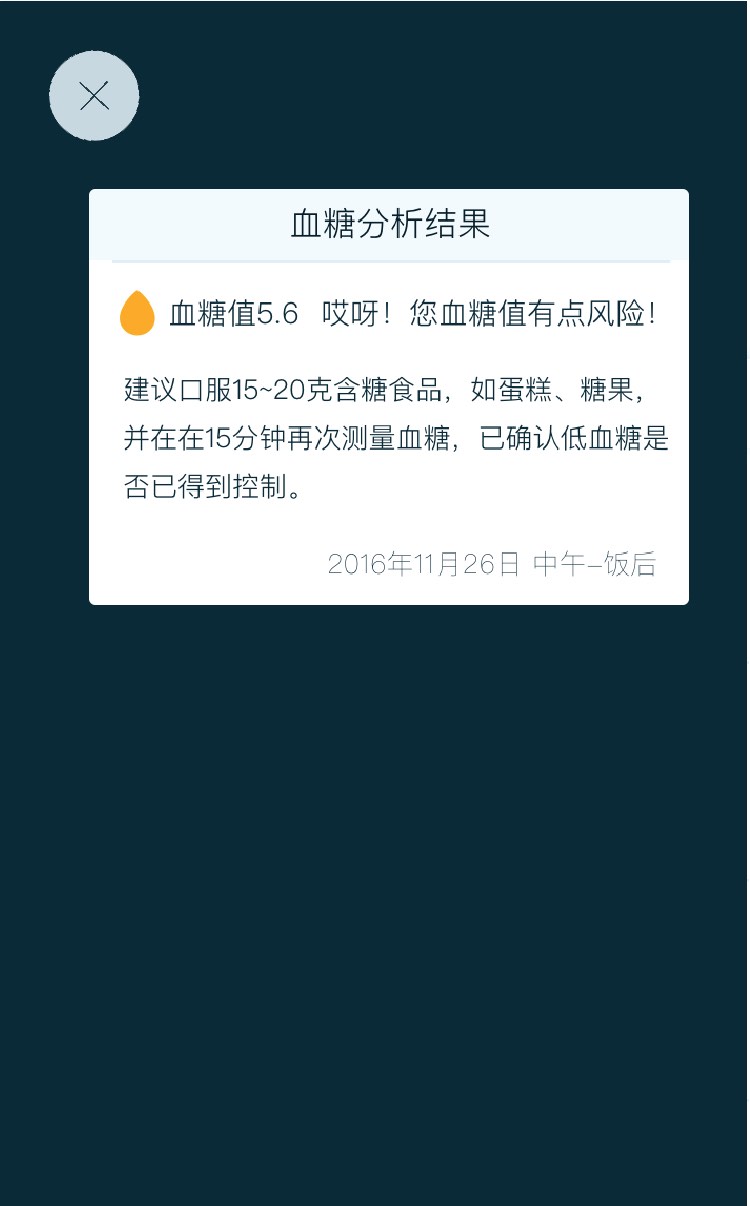 血糖分析结果
血糖值5.6 哎呀！您血糖值有点风险！
建议口服15~20克含糖食品，如蛋糕、糖果，
并在在15分钟再次测量血糖，已确认低血糖是
否已得到控制。
2016年11月26日 中午–饭后